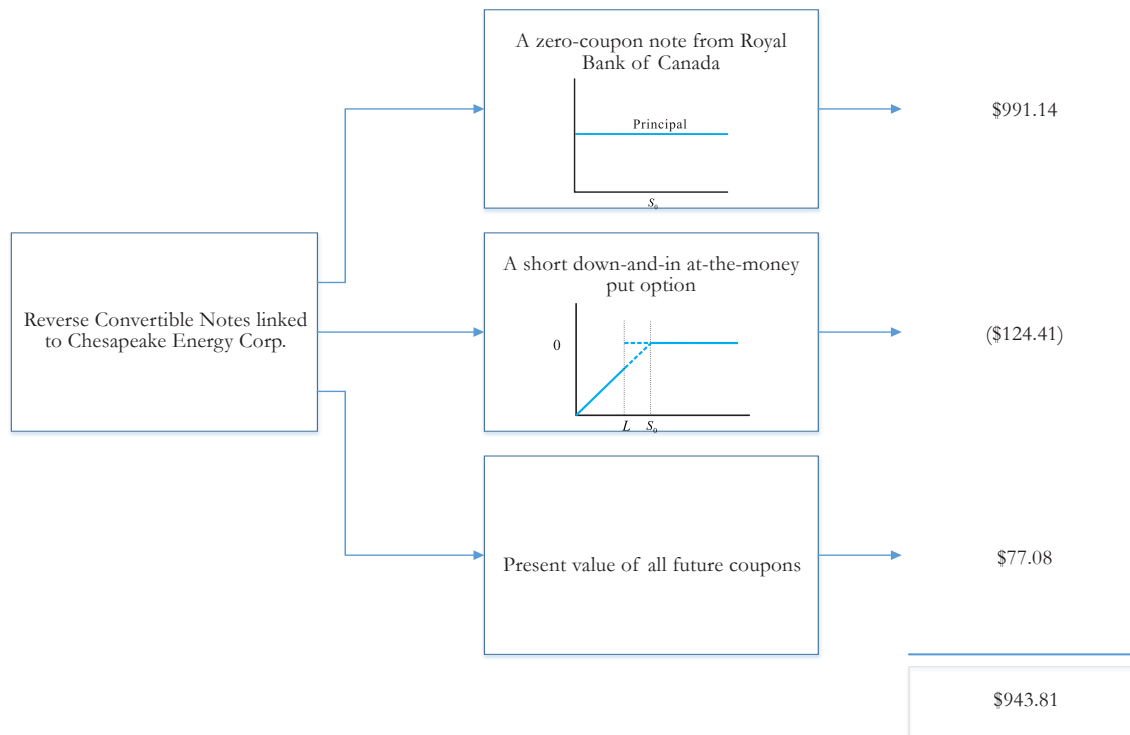 A zero-coupon note from Royal
Bank of Canada
Principal
S0
$991.14
Reverse Convertible Notes linked
to Chesapeake Energy Corp.
A short down-and-in at-the-money
put option
0
L S0
($124.41)
Present value of all future coupons
$77.08
$943.81